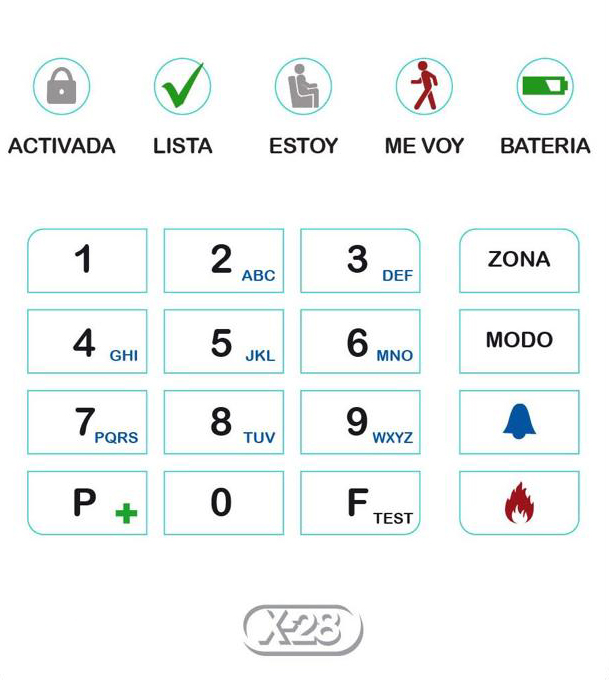 ACTIVADA LISTA ESTOY ME VOY BATERIA
1 2 ABC 3 DEF ZONA
4 GHI 5 JKL 6 MNO MODO
7 PQRS 8 TUV 9 WXYZ
P 0 F TEST
X-28